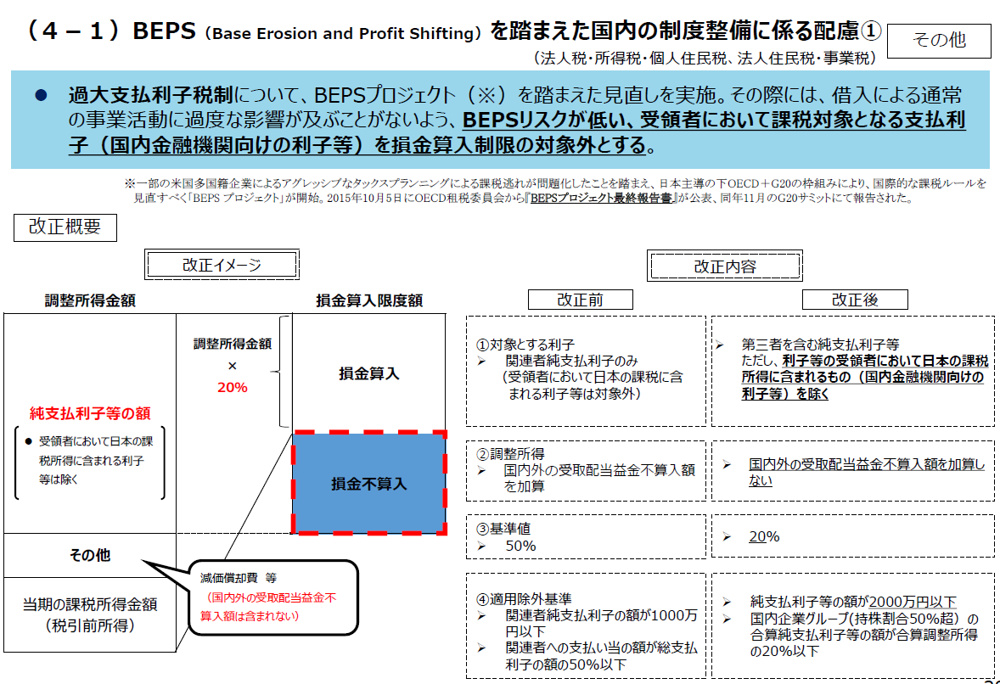 （４－１）BEPS（Base Erosion and Profit Shifting）を踏まえた国内の制度整備に係る配慮①
その他
（法人税・所得税・個人住民税、法人住民税・事業税）
● 過大支払利子税制について、BEPSプロジェクト（※）を踏まえた見直しを実施。その際には、借入による通常
の事業活動に過度な影響が及ぶことがないよう、BEPSリスクが低い、受領者において課税対象となる支払利
子（国内金融機関向けの利子等）を損金算入制限の対象外とする。
※一部の米国多国籍企業によるアグレッシブなタックスプランニングによる課税逃れが問題化したことを踏まえ、日本主導の下OECD＋G20の枠組みにより、国際的な課税ルールを
見直すべく「BEPS プロジェクト」が開始。2015年10月5日にOECD租税委員会から『BEPSプロジェクト最終報告書』が公表、同年11月のG20サミットにて報告された。
改正概要
改正イメージ
調整所得金額
損金算入限度額
調整所得金額
×
20%
損金算入
純支払利子等の額
● 受領者において日本の課
税所得に含まれる利子
等は除く
損金不算入
その他
減価償却費 等
（国内外の受取配当益金不
算入額は含まれない）
当期の課税所得金額
（税引前所得）
改正内容
改正前
改正後
①対象とする利子
➢ 関連者純支払利子のみ
（受領者において日本の課税に含
まれる利子等は対象外）
➢ 第三者を含む純支払利子等
ただし、利子等の受領者において日本の課税
所得に含まれるもの（国内金融機関向けの
利子等）を除く
②調整所得
➢ 国内外の受取配当益金不算入額
を加算
➢ 国内外の受取配当益金不算入額を加算し
ない
③基準値
➢ 50%
➢ 20%
④適用除外基準
➢ 関連者純支払利子の額が1000万
円以下
➢ 関連者への支払い当の額が総支払
利子の額の50%以下
➢ 純支払利子等の額が2000万円以下
➢ 国内企業グループ(持株割合50%超）の
合算純支払利子等の額が合算調整所得
の20%以下